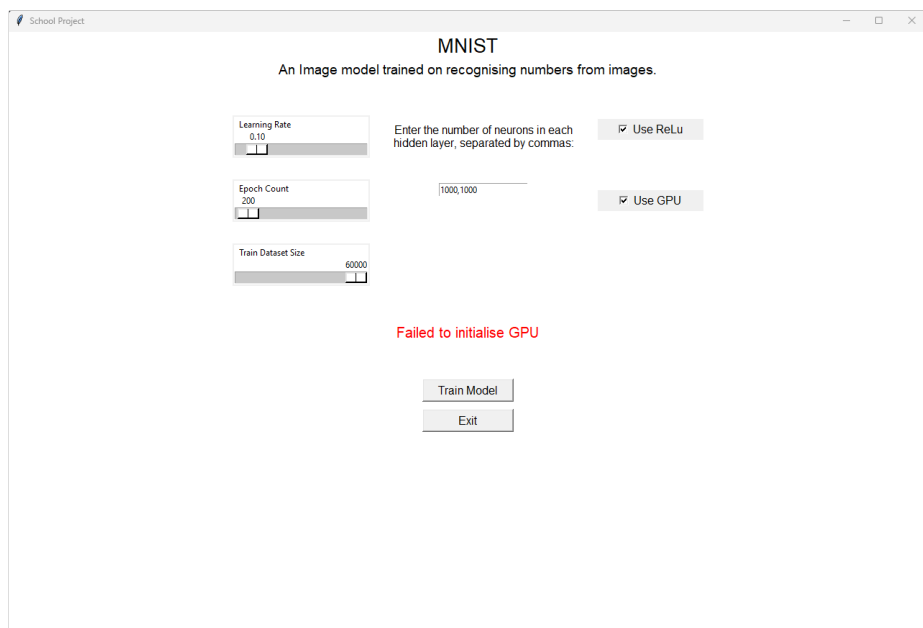 School Project
MNIST
An Image model trained on recognising numbers from images.
Learning Rate
0.10
Enter the number of neurons in each
hidden layer, separated by commas:
Use ReLu
Epoch Count
200
1000,1000
Use GPU
Train Dataset Size
60000
Failed to initialise GPU
Train Model
Exit